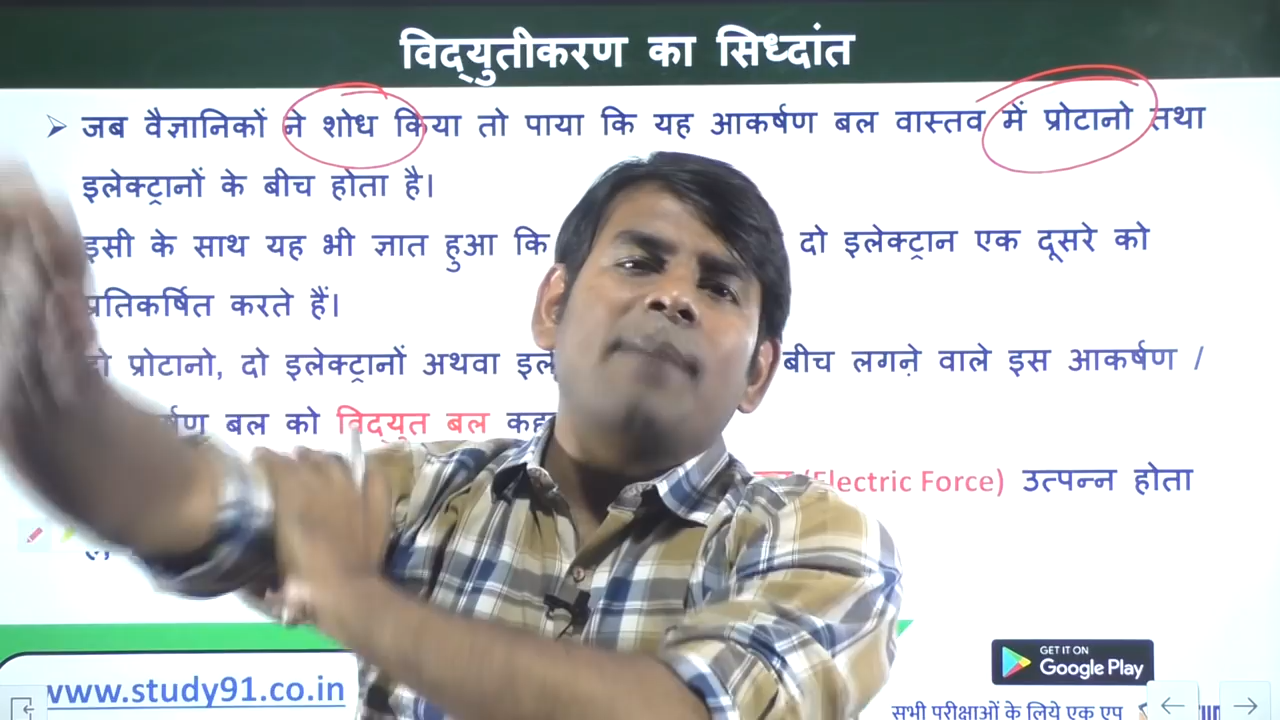 विद्युतीकरण का सिध्दांत
जब वैज्ञानिकों ने शोध किया तो पाया कि यह आकर्षण बल वास्तव में प्रोटानो तथा
इलेक्ट्रानों के बीच होता है।
इसी के साथ यह भी ज्ञात हुआ कि दो इलेक्ट्रान एक दूसरे को
प्रतिकर्षित करते हैं।
प्रोटानो, दो इलेक्ट्रानों अथवा बीच लगने वाले इस आकर्षण /
बल को विद्युत बल
(Electric Force) उत्पन्न होता
www.study91.co.in
GET IT ON
Google Play
सभी परीक्षाओं के लिये एक एप